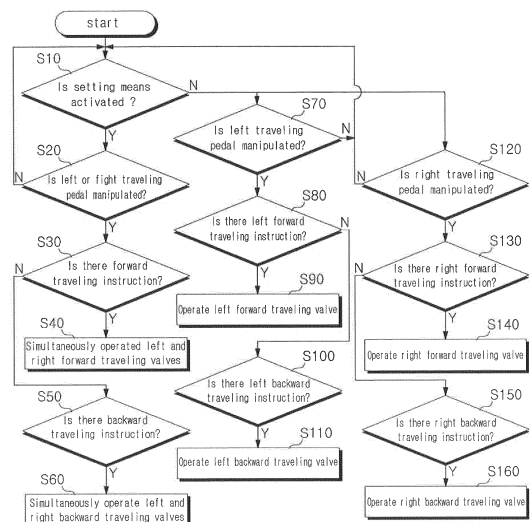 start
S10
Is setting means
activated ?
N
Y
S20
Is left or fight traveling
pedal manipulated?
N
Y
S30
Is there forward
traveling instruction?
N
Y
S40
Simultaneously operated left and
right forward traveling valves
S50
Is there backward
traveling instruction?
Y
S60
Simultaneously operate left and
right backward traveling valves
S70
Is left traveling
pedal manipulated?
N
Y
S80
Is there left forward
traveling instruction?
N
Y
S90
Operate left forward traveling valve
S100
Is there left backward
traveling instruction?
Y
S110
Operate left backward traveling valve
S120
Is right traveling
pedal manipulated?
N
Y
S130
Is there right forward
traveling instruction?
N
Y
S140
Operate right forward traveling valve
S150
Is there right backward
traveling instruction?
Y
S160
Operate right backward traveling valve